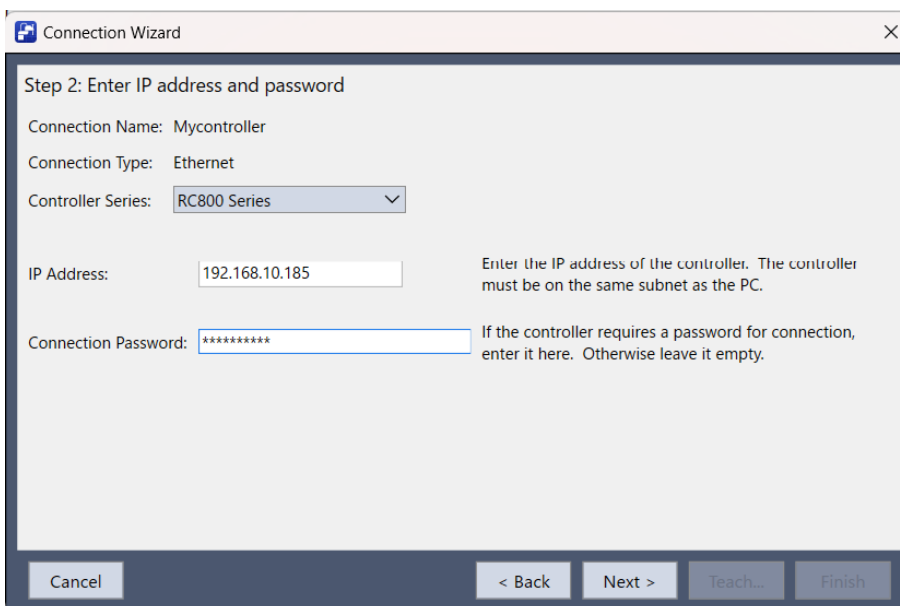 Connection Wizard
Step 2: Enter IP address and password
Connection Name: Mycontroller
Connection Type: Ethernet
Controller Series: RC800 Series
IP Address: 192.168.10.185
Enter the IP address of the controller. The controller
must be on the same subnet as the PC.
Connection Password: **********
If the controller requires a password for connection,
enter it here. Otherwise leave it empty.
Cancel
< Back
Next >
Teach...
Finish